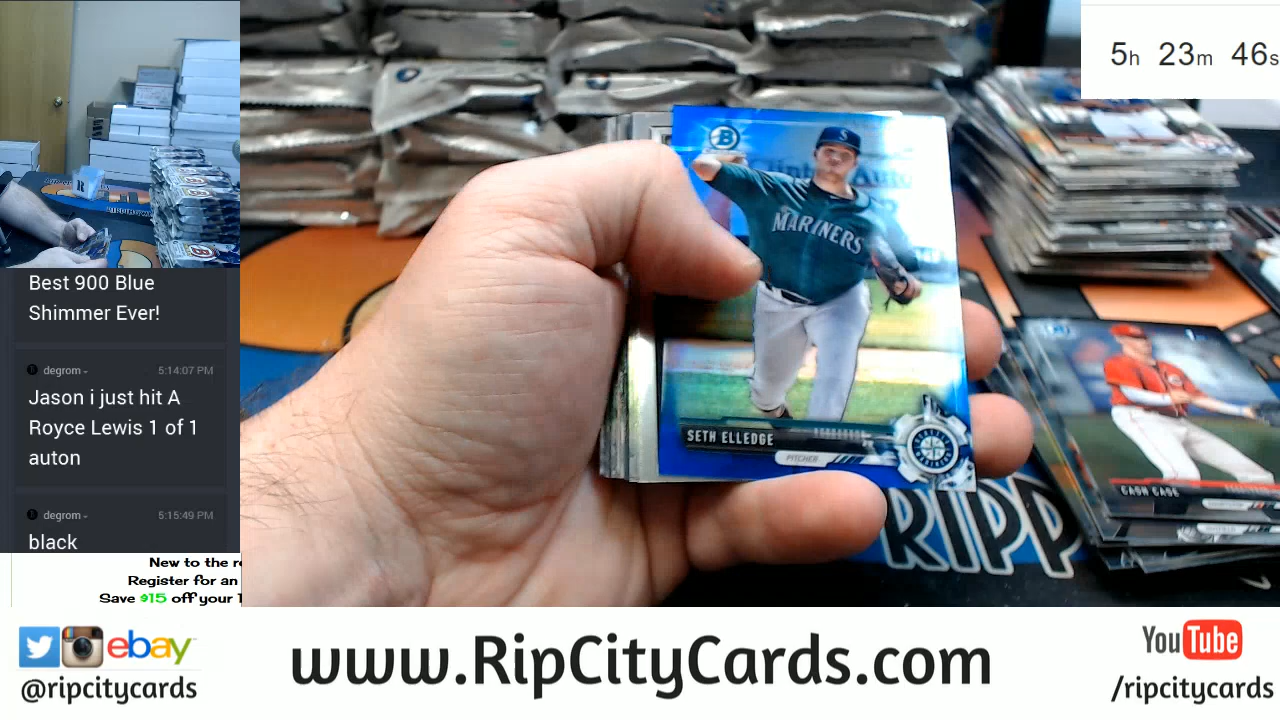 5h 23m 46s
Best 900 Blue
Shimmer Ever!
degrom
5:14:07 PM
Jason i just hit A
Royce Lewis 1 of 1
auton
degrom
5:15:49 PM
black
New to the r
Register for an
Save $15 off your
B
S
MARINERS
SETH ELLEDGE
PITCHER
CASH CASE
RIPP
ebay
@ripcitycards
www.RipCityCards.com
YouTube
/ripcitycards